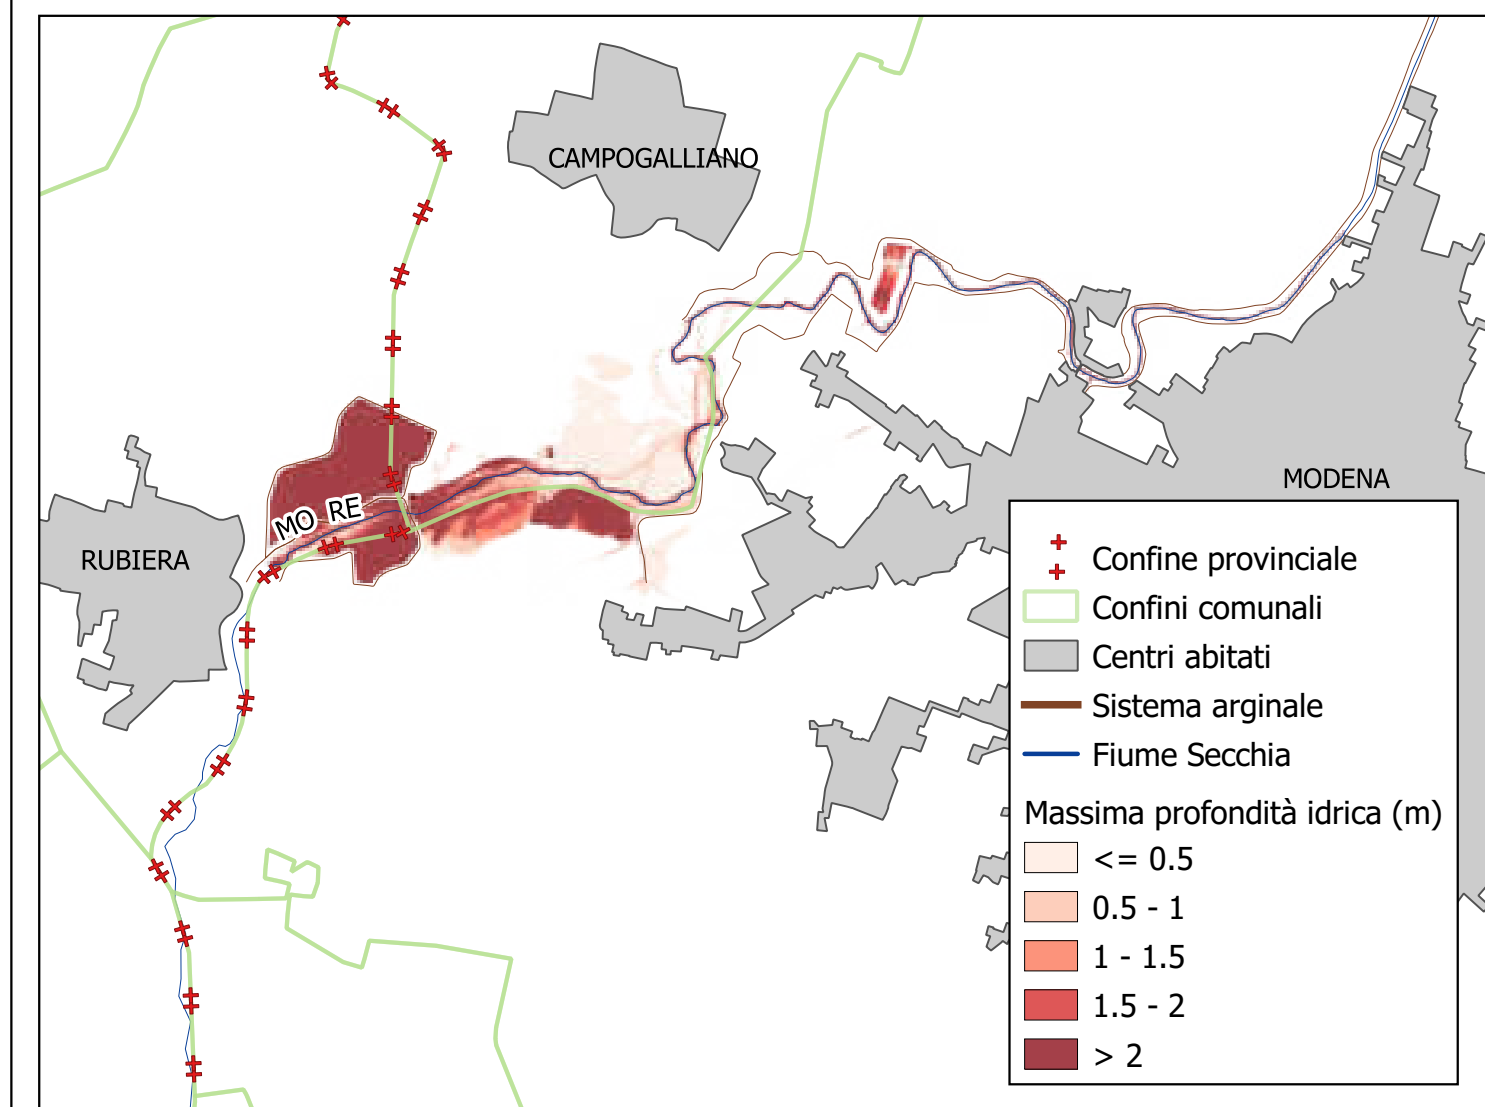 CAMPOGALLIANO
MODENA
MO RE
RUBIERA
Confine provinciale
Confini comunali
Centri abitati
Sistema arginale
Fiume Secchia
Massima profondità idrica (m)
<= 0.5
0.5 - 1
1 - 1.5
1.5 - 2
> 2